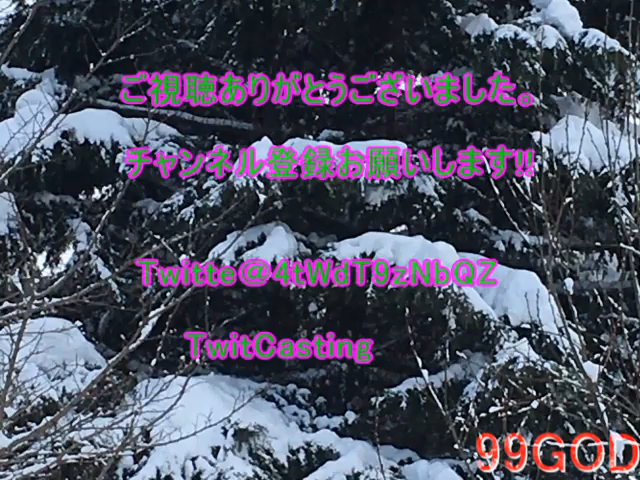 ご視聴ありがとうございました。
チャンネル登録お願いします!!
Twitte@4tWdT9zNbQZ
TwitCasting
99GOD